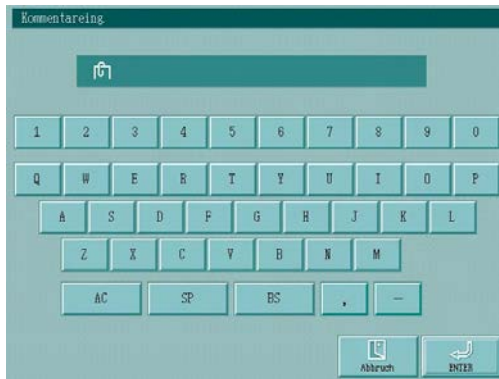 Kommentareing.
1 2 3 4 5 6 7 8 9 0
Q W E R T Y U I O P
A S D F G H J K L
Z X C V B N M
AC SP BS , -
Abbruch ENTER